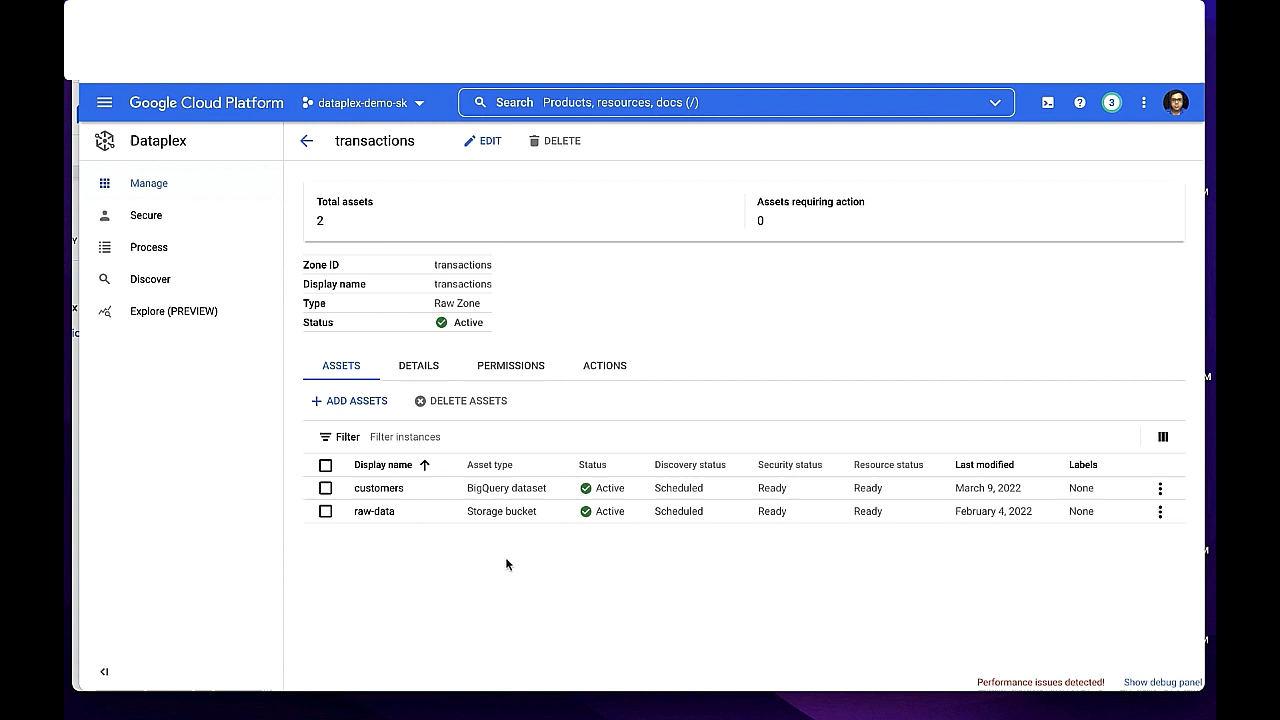 Google Cloud Platform dataplex-demo-sk Search Products, resources, docs (/) 3
Dataplex
transactions EDIT DELETE
Manage
Secure
Process
Discover
Explore (PREVIEW)
Total assets
2
Assets requiring action
0
Zone ID transactions
Display name transactions
Type Raw Zone
Status Active
ASSETS DETAILS PERMISSIONS ACTIONS
ADD ASSETS DELETE ASSETS
Filter Filter instances
Display name Asset type Status Discovery status Security status Resource status Last modified Labels
customers BigQuery dataset Active Scheduled Ready Ready March 9, 2022 None
raw-data Storage bucket Active Scheduled Ready Ready February 4, 2022 None
Performance issues detected! Show debug panel